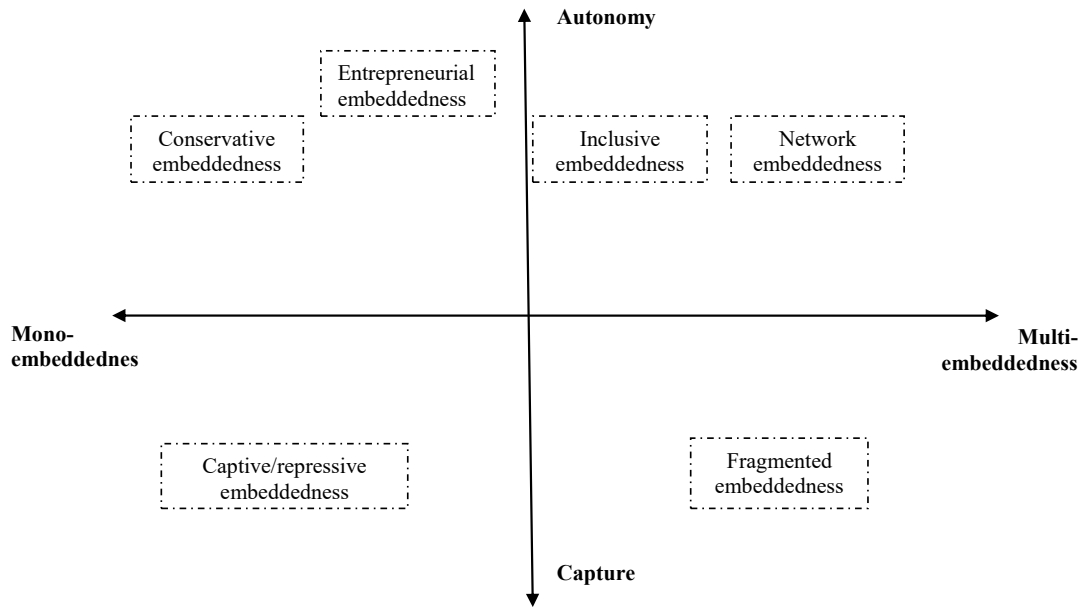 Autonomy
Entrepreneurial
embeddedness
Conservative
embeddedness
Inclusive
embeddedness
Network
embeddedness
Mono-
embeddednes
Multi-
embeddedness
Captive/repressive
embeddedness
Fragmented
embeddedness
Capture